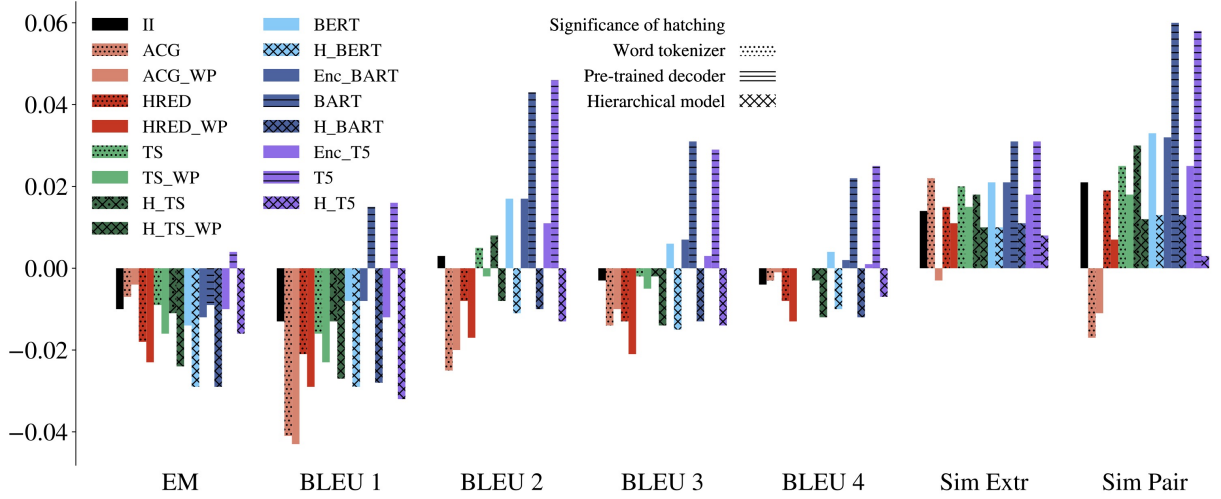 0.06
0.04
0.02
0.00
−0.02
−0.04
II
ACG
ACG_WP
HRED
HRED_WP
TS
TS_WP
H_TS
H_TS_WP
BERT
H_BERT
Enc_BART
BART
H_BART
Enc_T5
T5
H_T5
Significance of hatching
Word tokenizer
Pre-trained decoder
Hierarchical model
EM BLEU 1 BLEU 2 BLEU 3 BLEU 4 Sim Extr Sim Pair